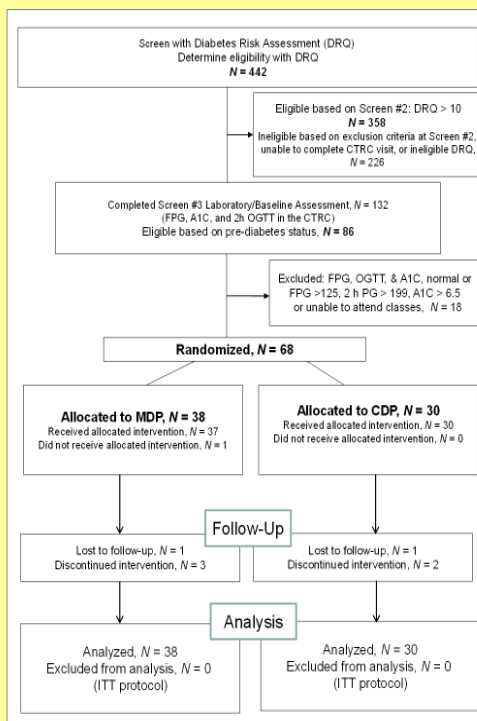 Screen with Diabetes Risk Assessment (DRQ)
Determine eligibility with DRQ
N = 442
Eligible based on Screen #2: DRQ > 10
N = 358
Ineligible based on exclusion criteria at Screen #2,
unable to complete CTRC visit, or ineligible DRQ,
N = 226
Completed Screen #3 Laboratory/Baseline Assessment, N = 132
(FPG, A1C, and 2h OGTT in the CTRC)
Eligible based on pre-diabetes status, N = 86
Excluded: FPG, OGTT, & A1C, normal or
FPG >125, 2 h PG > 199, A1C > 6.5
or unable to attend classes, N = 18
Randomized, N = 68
Allocated to MDP, N = 38
Received allocated intervention, N = 37
Did not receive allocated intervention, N = 1
Allocated to CDP, N = 30
Received allocated intervention, N = 30
Did not receive allocated intervention, N = 0
Follow-Up
Lost to follow-up, N = 1
Discontinued intervention, N = 3
Lost to follow-up, N = 1
Discontinued intervention, N = 2
Analysis
Analyzed, N = 38
Excluded from analysis, N = 0
(ITT protocol)
Analyzed, N = 30
Excluded from analysis, N = 0
(ITT protocol)